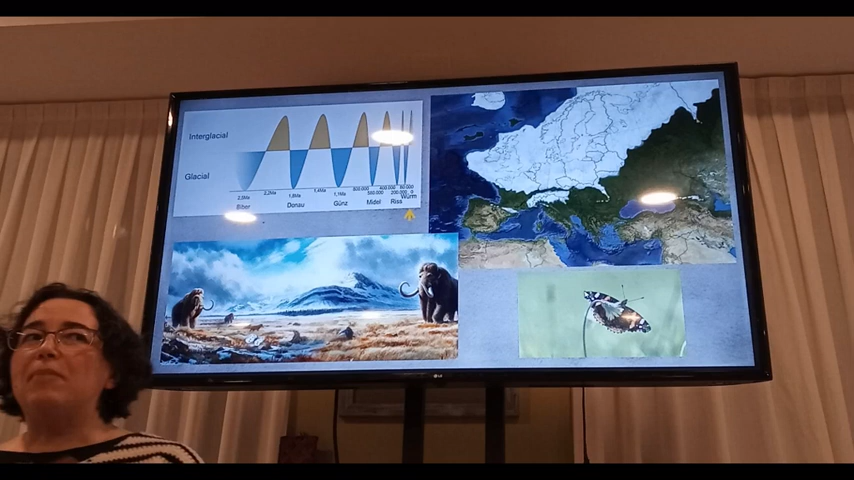 Interglacial
Glacial
2,5Ma
2,2Ma
1,8Ma
1,4Ma
1,1Ma
Biber
Donau
Günz
Midel
Riss
Würm
LG